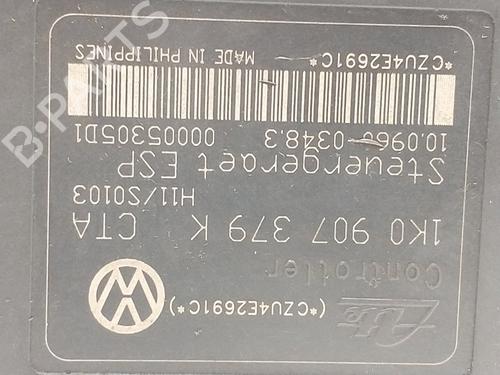 (*CZU4E2691C*)
Ate
Controller
1K0 907 379 K CTA
H11/S0103
Steuergeraet ESP
10.0960-0348.3 00005305D1
*CZU4E2691C* MADE IN PHILIPPINES
B-PARTS